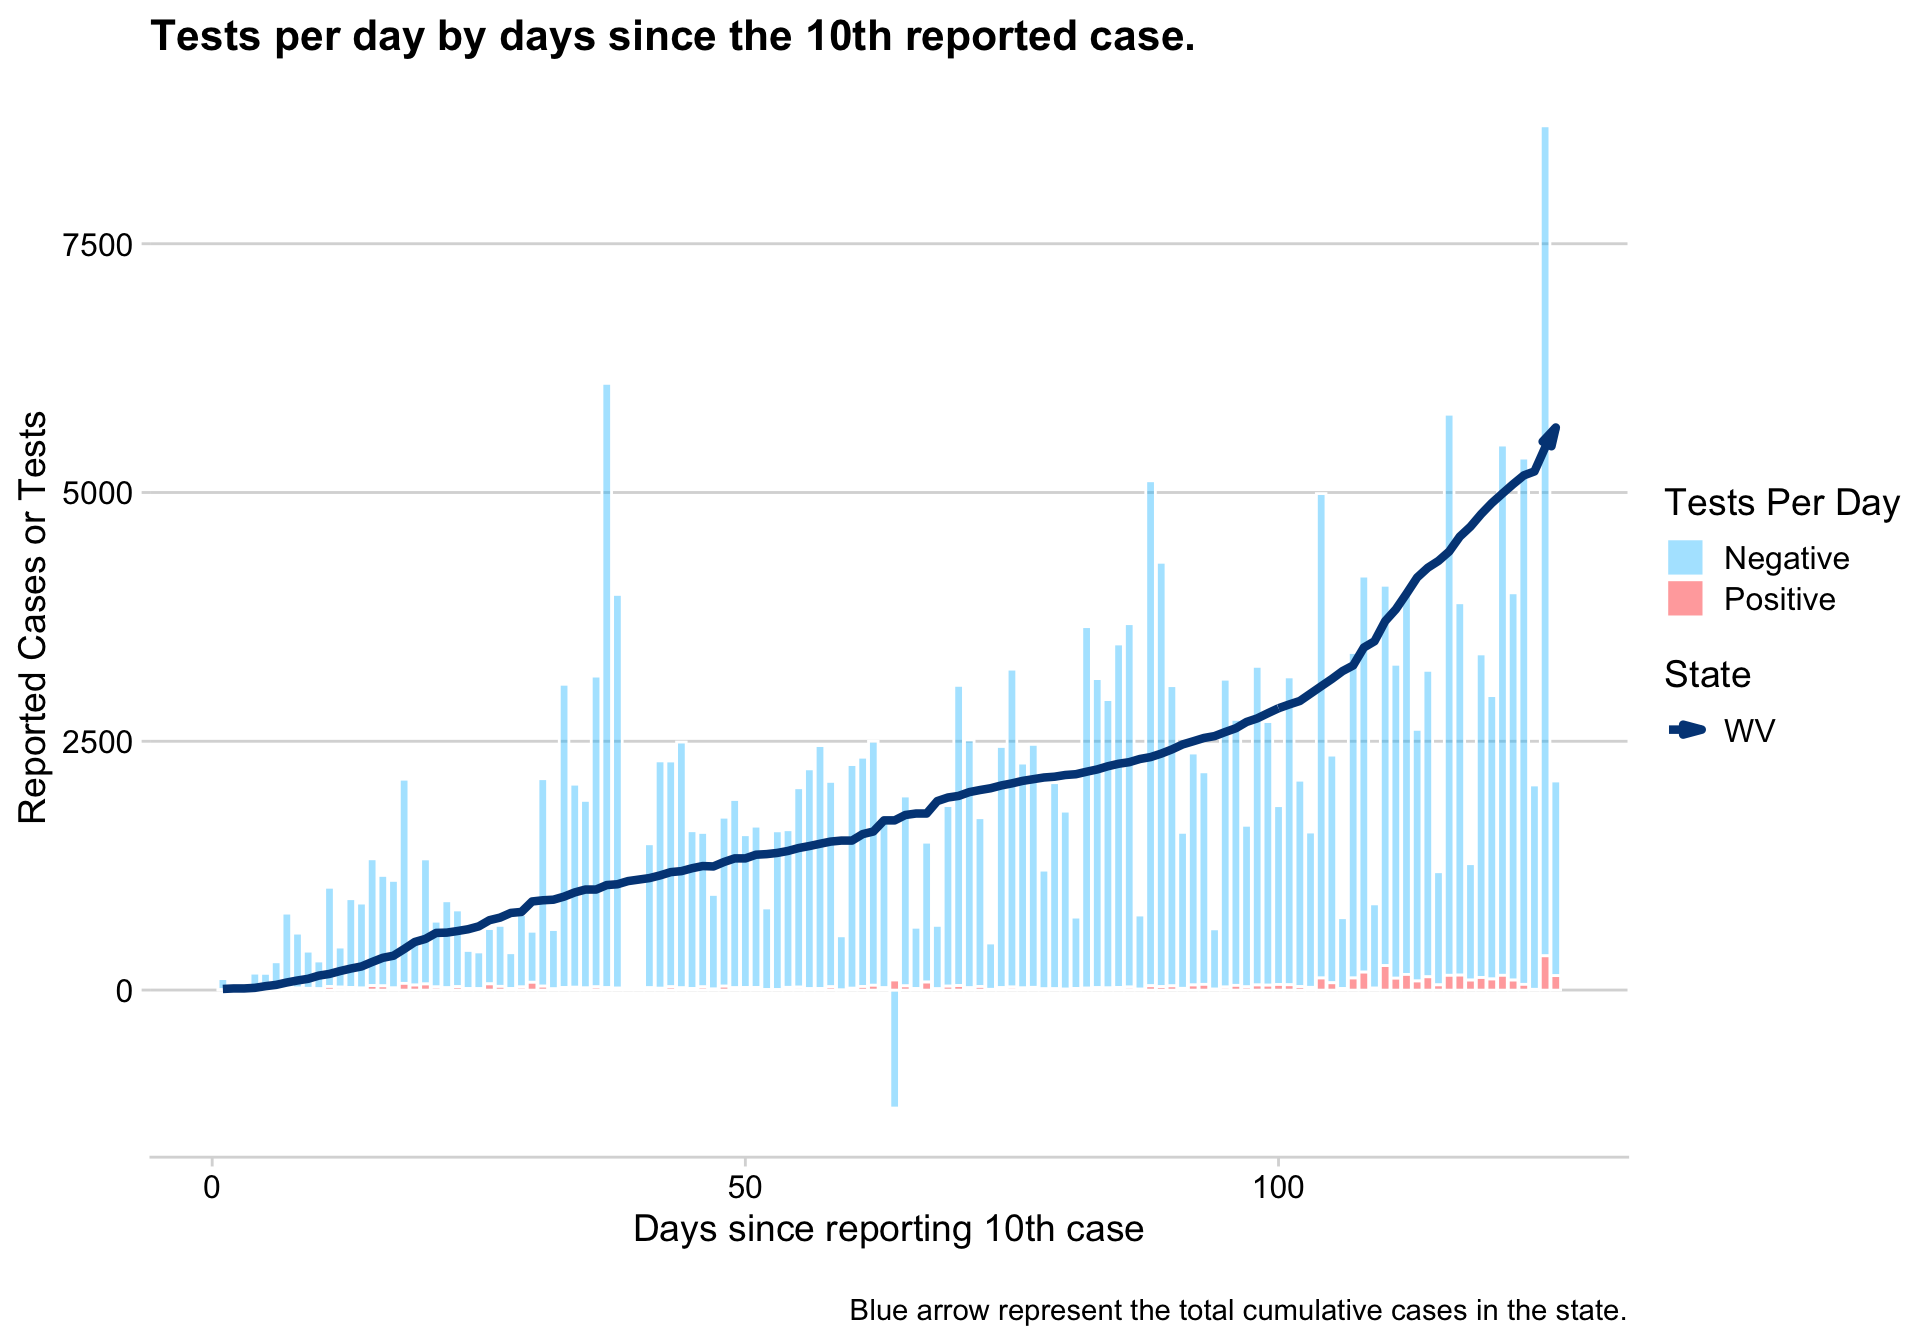 Tests per day by days since the 10th reported case.
7500
5000
2500
0
Reported Cases or Tests
0 50 100
Days since reporting 10th case
Tests Per Day
Negative
Positive
State
WV
Blue arrow represent the total cumulative cases in the state.